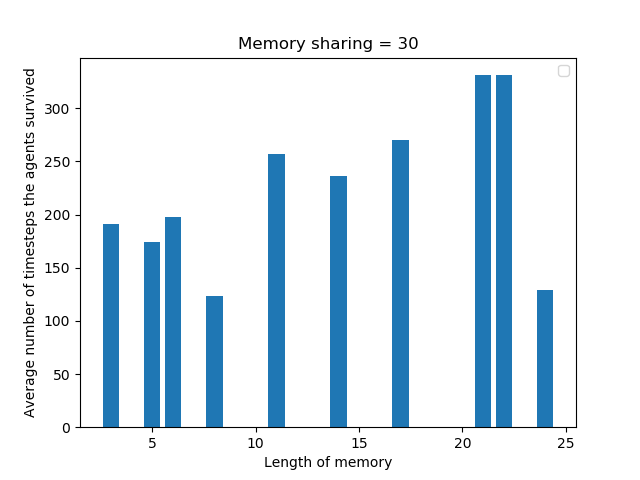 Memory sharing = 30
Average number of timesteps the agents survived
300
250
200
150
100
50
0
5 10 15 20 25
Length of memory